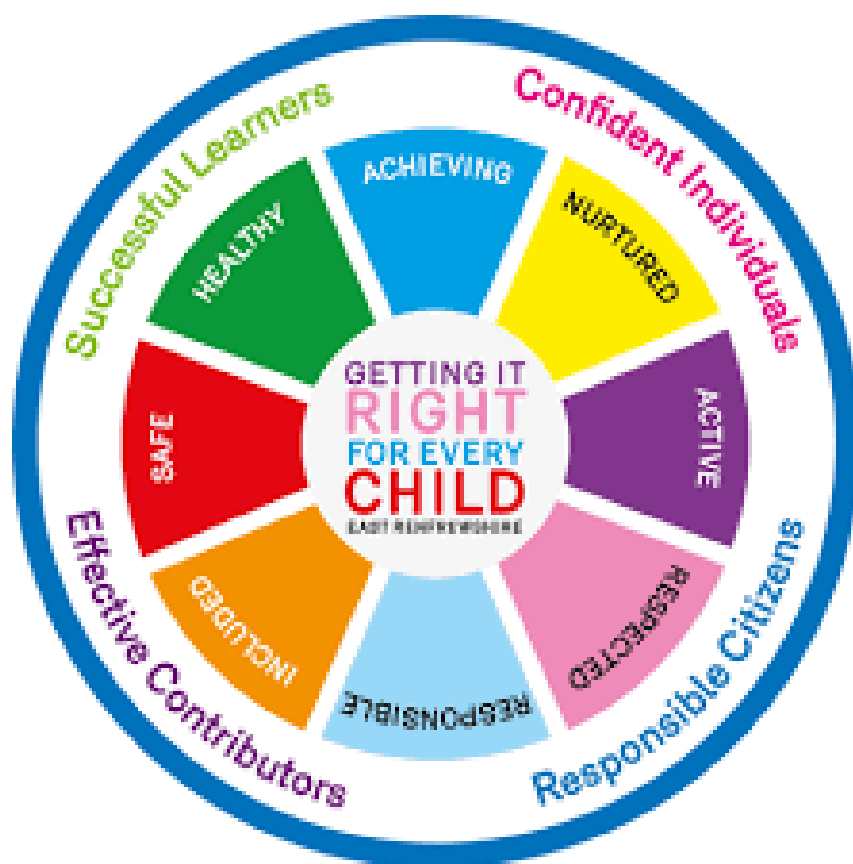 Successful Learners
Confident Individuals
ACHIEVING
NURTURED
ACTIVE
RESPECTED
RESPONSIBLE
INCLUDED
SAFE
HEALTHY
GETTING IT
RIGHT
FOR EVERY
CHILD
EAST RENFREWSHIRE
Effective Contributors
Responsible Citizens